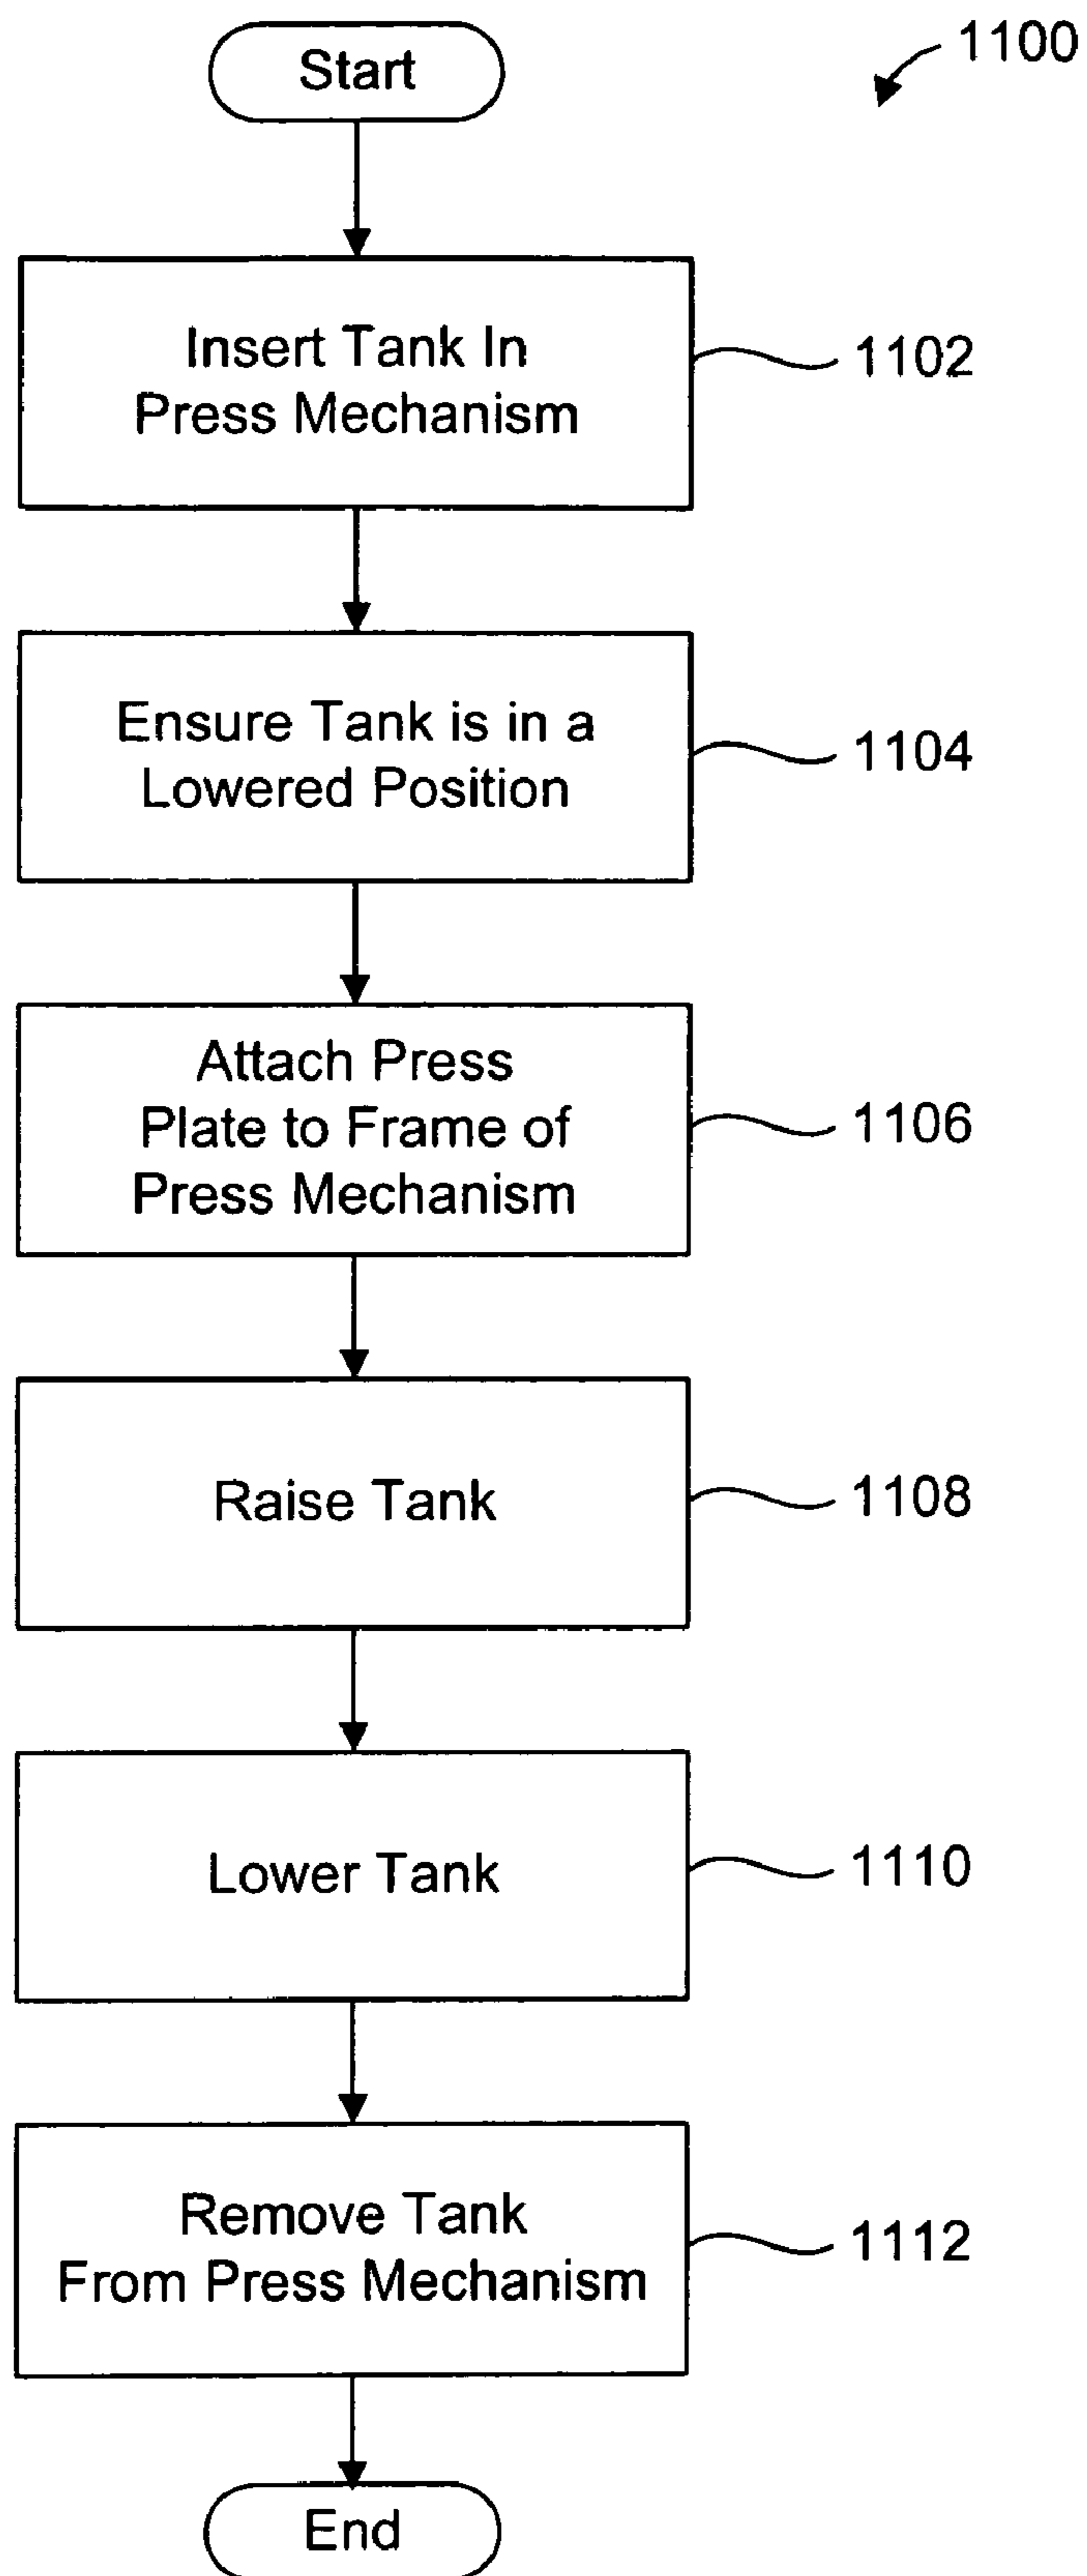 Start
1100
Insert Tank In
Press Mechanism
1102
Ensure Tank is in a
Lowered Position
1104
Attach Press
Plate to Frame of
Press Mechanism
1106
Raise Tank
1108
Lower Tank
1110
Remove Tank
From Press Mechanism
1112
End